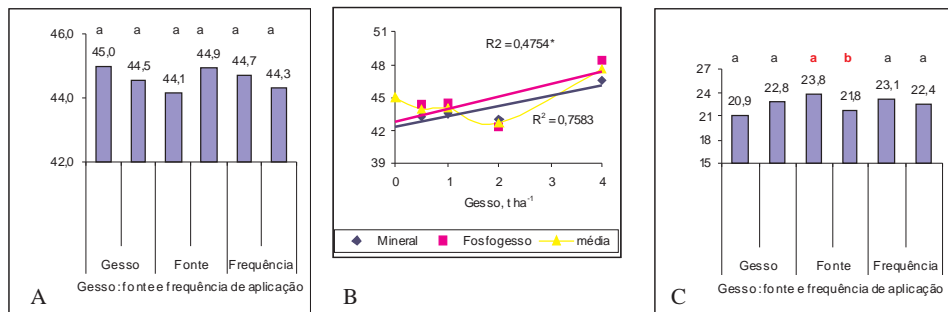 46,0
44,0
42,0
a a a a a a
45,0 44,5 44,1 44,9 44,7 44,3
Gesso Fonte Frequência
Gesso: fonte e frequência de aplicação
A
51
48
45
42
39
R2 = 0,4754*
R² = 0,7583
0 1 2 3 4
Gesso, t ha-1
Mineral Fosfogesso média
B
27
24
21
18
15
a a a b a a
20,9 22,8 23,8 21,8 23,1 22,4
Gesso Fonte Frequência
Gesso: fonte e frequência de aplicação
C